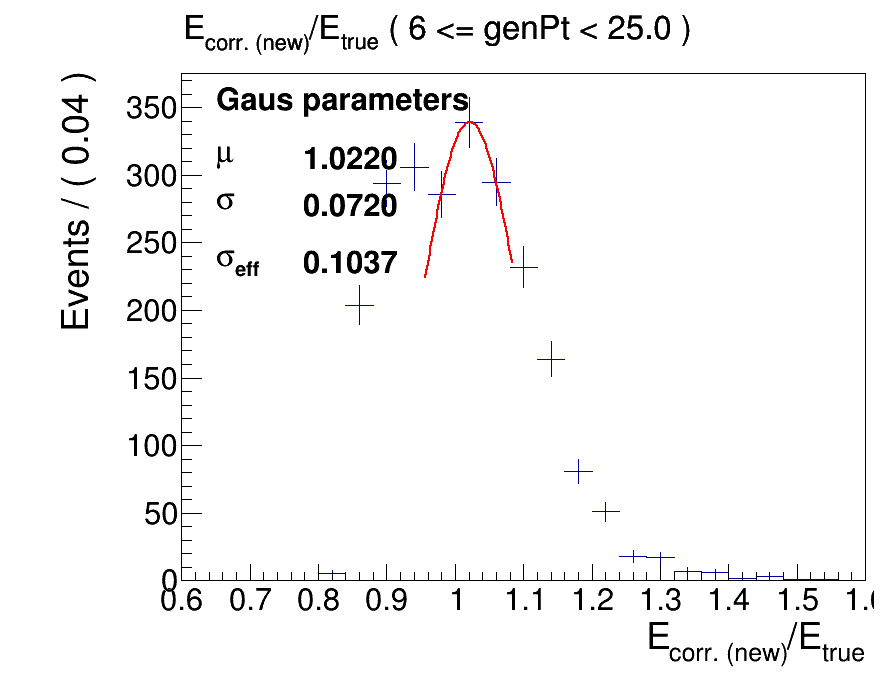 E_corr. (new)/E_true ( 6 <= genPt < 25.0 )
Events / ( 0.04 )
350
300
250
200
150
100
50
0
Gaus parameters
μ 1.0220
σ 0.0720
σ_eff 0.1037
0.6 0.7 0.8 0.9 1 1.1 1.2 1.3 1.4 1.5 1.6
E_corr. (new)/E_true